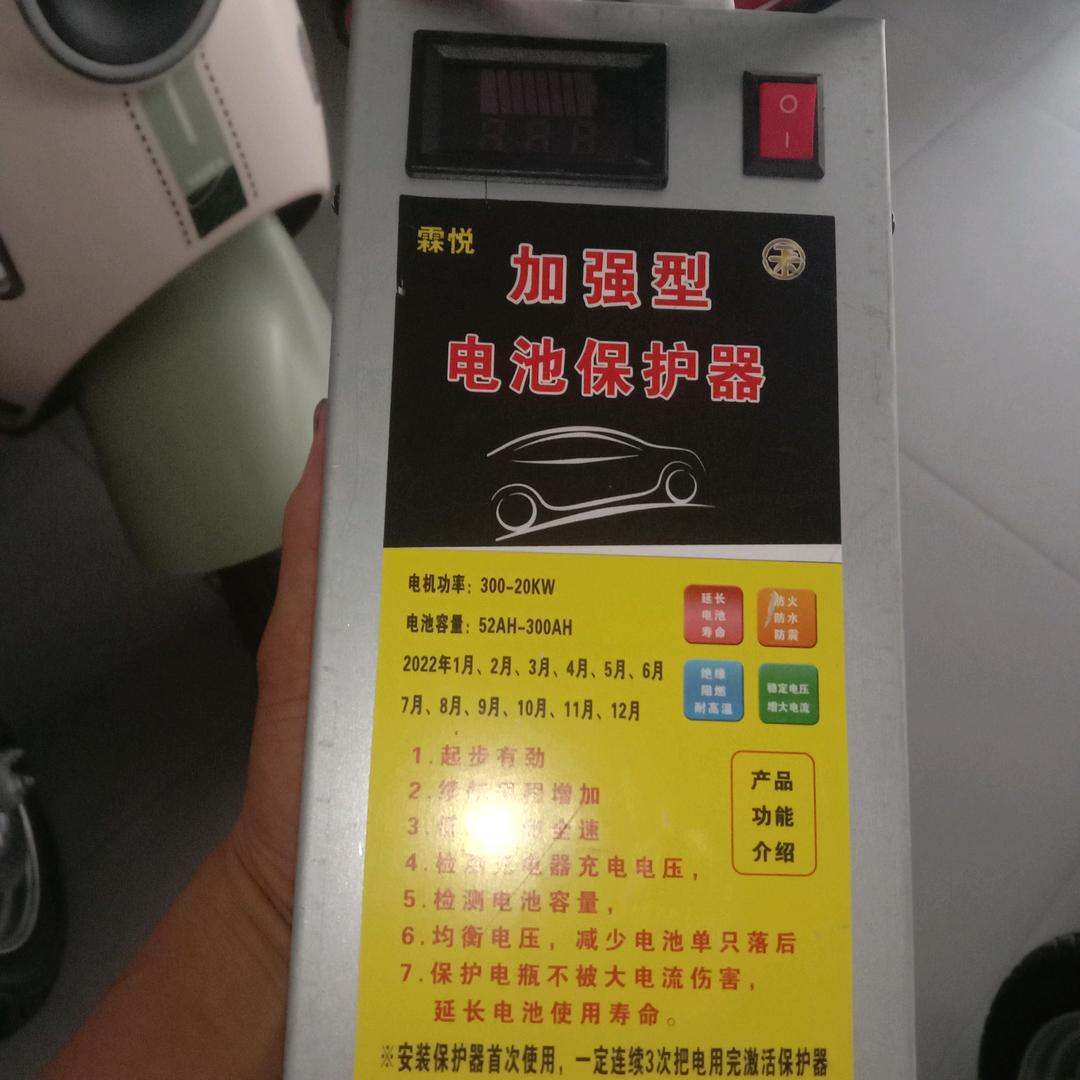 霖悦
加强型
电池保护器
电机功率：300-20KW
电池容量：52AH-300AH
2022年1月、2月、3月、4月、5月、6月
7月、8月、9月、10月、11月、12月
延长
电池
寿命
防火
防水
防震
绝缘
阻燃
耐高温
稳定电压
增大电流
产品
功能
介绍
1.起步有劲
2.增加
3.全速
4.检测充电器充电电压，
5.检测电池容量，
6.均衡电压，减少电池单只落后
7.保护电瓶不被大电流伤害，
延长电池使用寿命。
※安装保护器首次使用，一定连续3次把电用完激活保护器